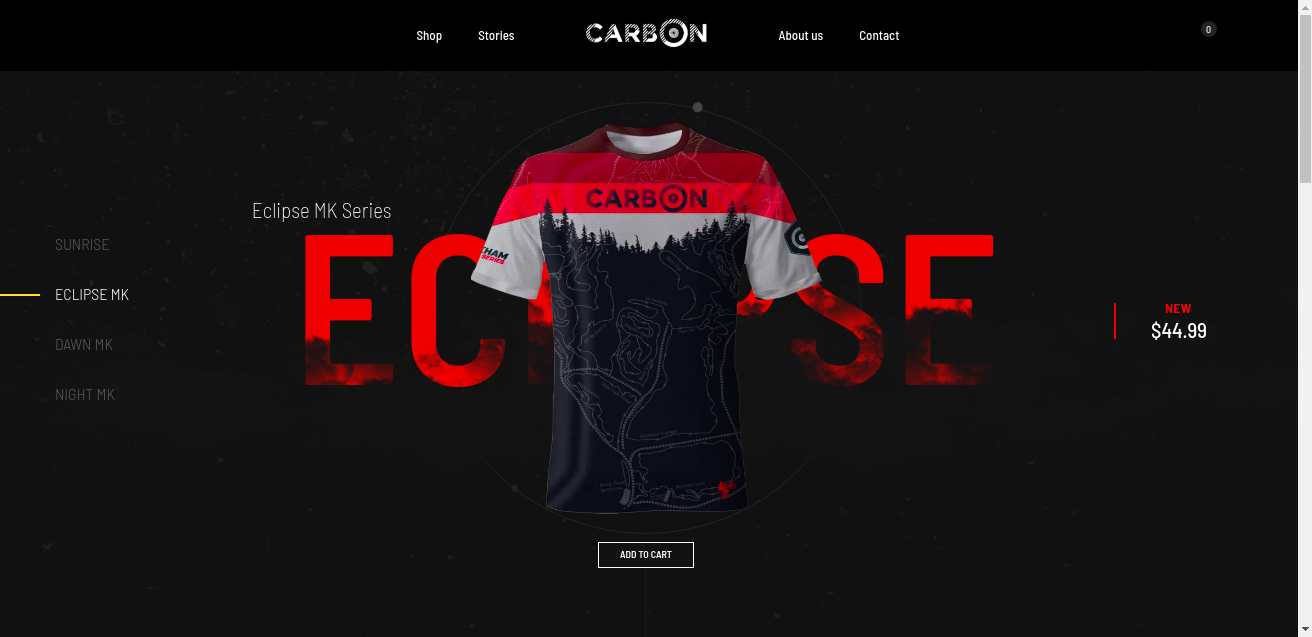 Shop
Stories
CARBON
About us
Contact
0
Eclipse MK Series
CARBON
SUNRISE
ECLIPSE MK
DAWN MK
NIGHT MK
NEW
$44.99
SERIES
ADD TO CART